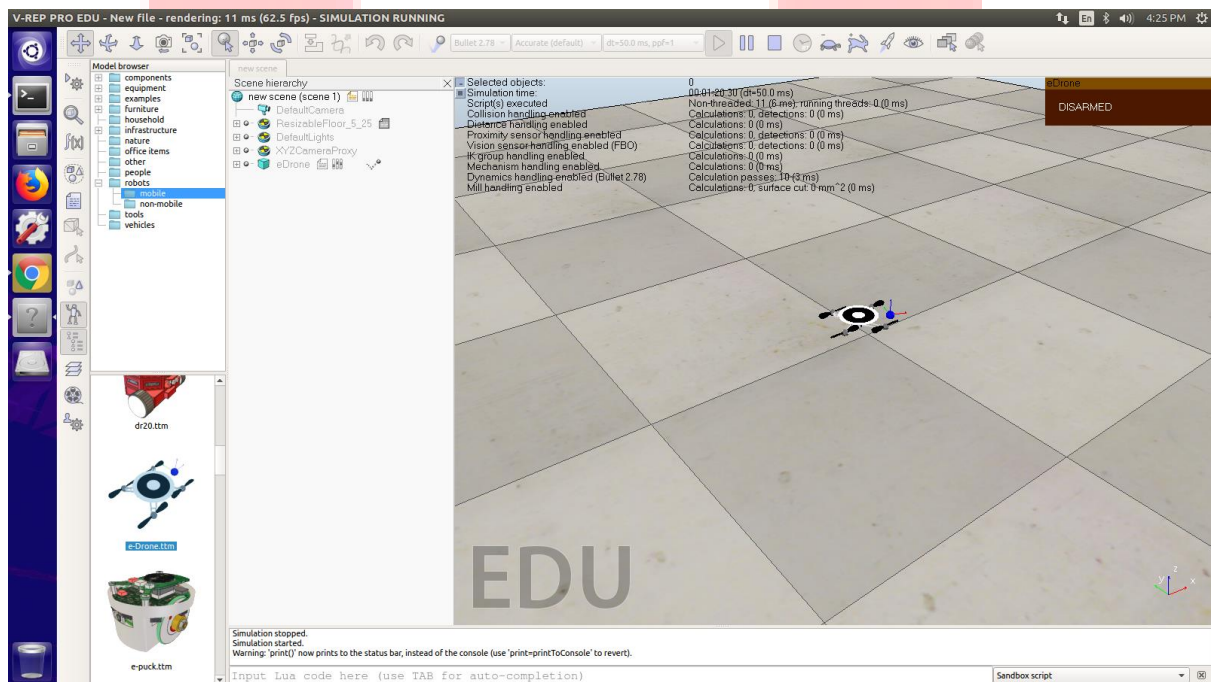 V-REP PRO EDU - New file - rendering: 11 ms (62.5 fps) - SIMULATION RUNNING
En
4:25 PM
Bullet 2.78
Accurate (default)
dt=50.0 ms, ppf=1
Model browser
components
equipment
examples
furniture
household
infrastructure
nature
office items
other
people
robots
mobile
non-mobile
tools
vehicles
dr20.ttm
e-Drone.ttm
e-puck.ttm
new scene
Scene hierarchy
new scene (scene 1)
DefaultCamera
ResizableFloor_5_25
DefaultLights
XYZCameraProxy
eDrone
Selected objects: 0
Simulation time: 00:01:20.30 (dt=50.0 ms)
Script(s) executed Non-threaded: 11 (6 ms), running threads: 0 (0 ms)
Collision handling enabled Calculations: 0, detections: 0 (0 ms)
Distance handling enabled Calculations: 0 (0 ms)
Proximity sensor handling enabled Calculations: 0, detections: 0 (0 ms)
Vision sensor handling enabled (FBO) Calculations: 0, detections: 0 (0 ms)
IK group handling enabled Calculations: 0 (0 ms)
Mechanism handling enabled Calculations: 0 (0 ms)
Dynamics handling enabled (Bullet 2.78) Calculation passes: 10 (3 ms)
Mill handling enabled Calculations: 0, surface cut: 0 mm^2 (0 ms)
eDrone
DISARMED
EDU
z
y
x
Simulation stopped.
Simulation started.
Warning: 'print()' now prints to the status bar, instead of the console (use 'print=printToConsole' to revert).
Input Lua code here (use TAB for auto-completion)
Sandbox script